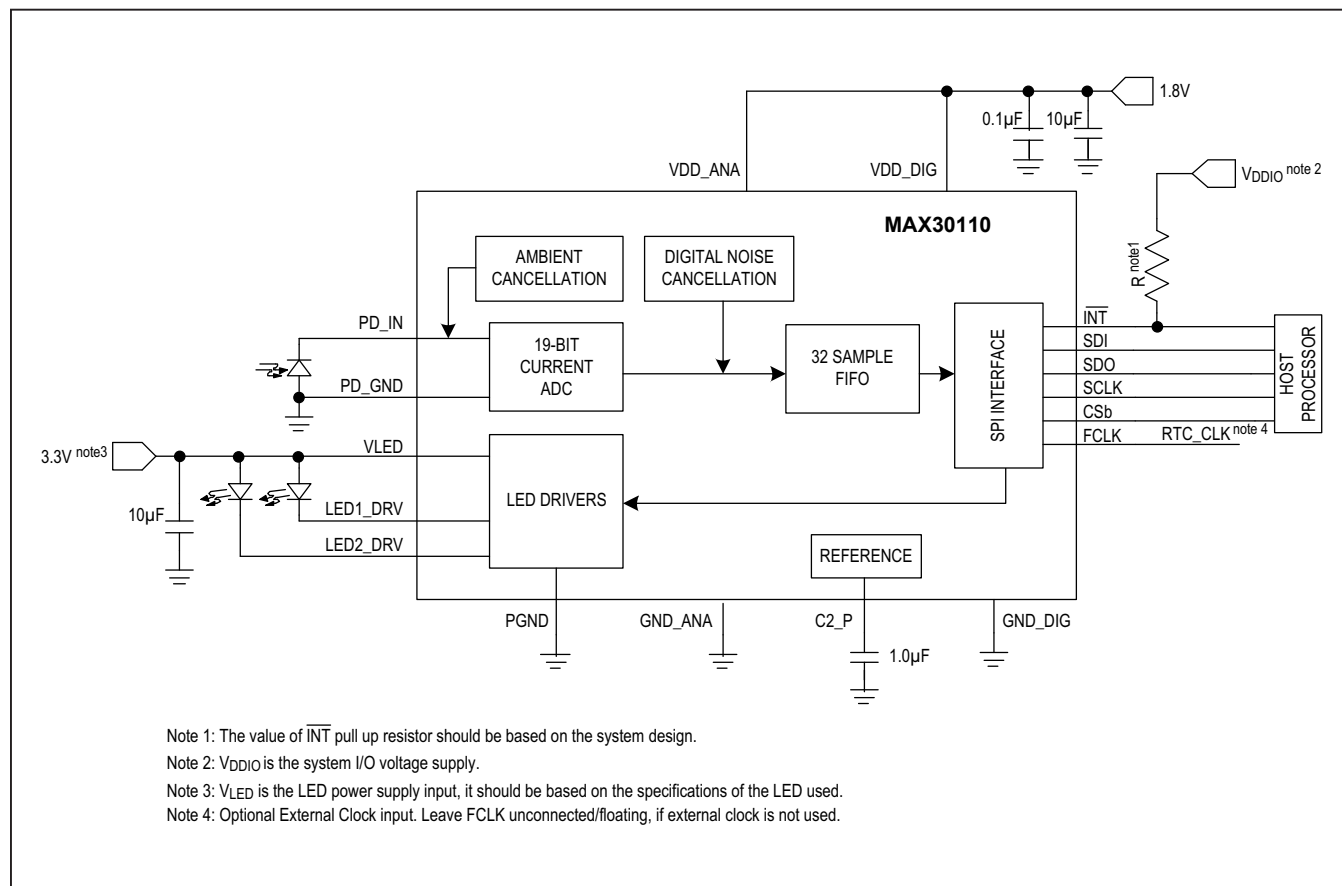 1.8V
0.1µF
10µF
VDD_ANA
VDD_DIG
VDDIO note 2
MAX30110
R note1
AMBIENT
CANCELLATION
DIGITAL NOISE
CANCELLATION
PD_IN
19-BIT
CURRENT
ADC
32 SAMPLE
FIFO
SPI INTERFACE
INT
SDI
SDO
SCLK
CSb
FCLK
HOST
PROCESSOR
RTC_CLK note 4
PD_GND
3.3V note3
VLED
10µF
LED1_DRV
LED2_DRV
LED DRIVERS
REFERENCE
PGND
GND_ANA
C2_P
GND_DIG
1.0µF
Note 1: The value of INT pull up resistor should be based on the system design.
Note 2: VDDIO is the system I/O voltage supply.
Note 3: VLED is the LED power supply input, it should be based on the specifications of the LED used.
Note 4: Optional External Clock input. Leave FCLK unconnected/floating, if external clock is not used.